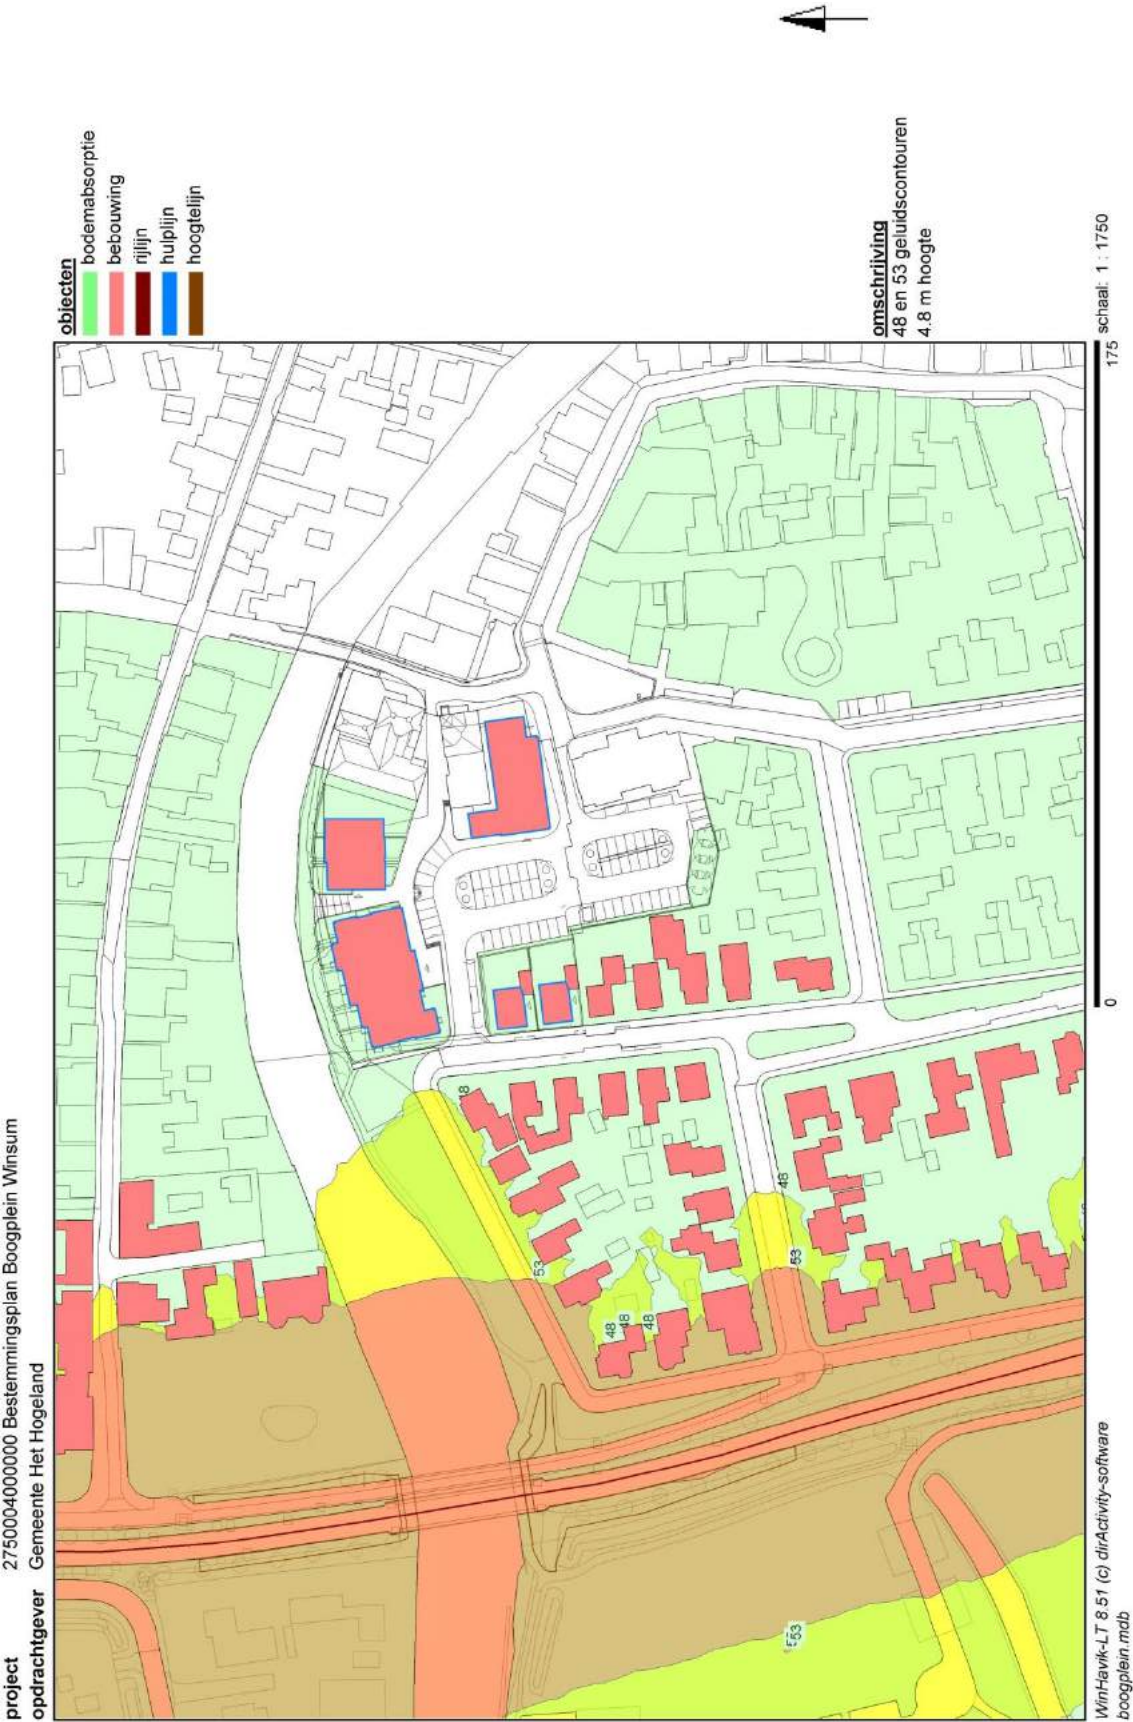 project 2750004000000 Bestemmingsplan Boogplein Winsum
opdrachtgever Gemeente Het Hogeland
objecten
bodemabsorptie
bebouwing
rijlijn
hulplijn
hoogtelijn
omschrijving
48 en 53 geluidscontouren
4.8 m hoogte
48
53
48
48
48
48
53
53
0
175 schaal: 1 : 1750
WinHavik-LT 8.51 (c) dirActivity-software
boogplein.mdb